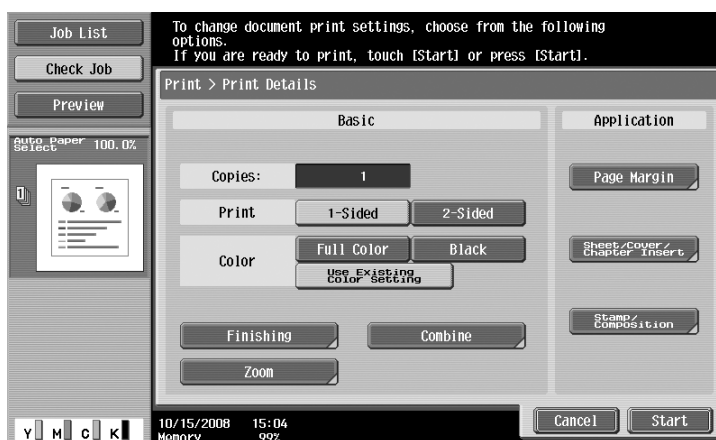 Job List
Check Job
Preview
Auto Paper
Select 100.0%
1
To change document print settings, choose from the following
options.
If you are ready to print, touch [Start] or press [Start].
Print > Print Details
Basic
Copies: 1
Print 1-Sided 2-Sided
Color Full Color Black
Use Existing
Color Setting
Finishing Combine
Zoom
Application
Page Margin
Sheet/Cover/
Chapter Insert
Stamp/
Composition
Y M C K
10/15/2008 15:04
Memory 99%
Cancel Start